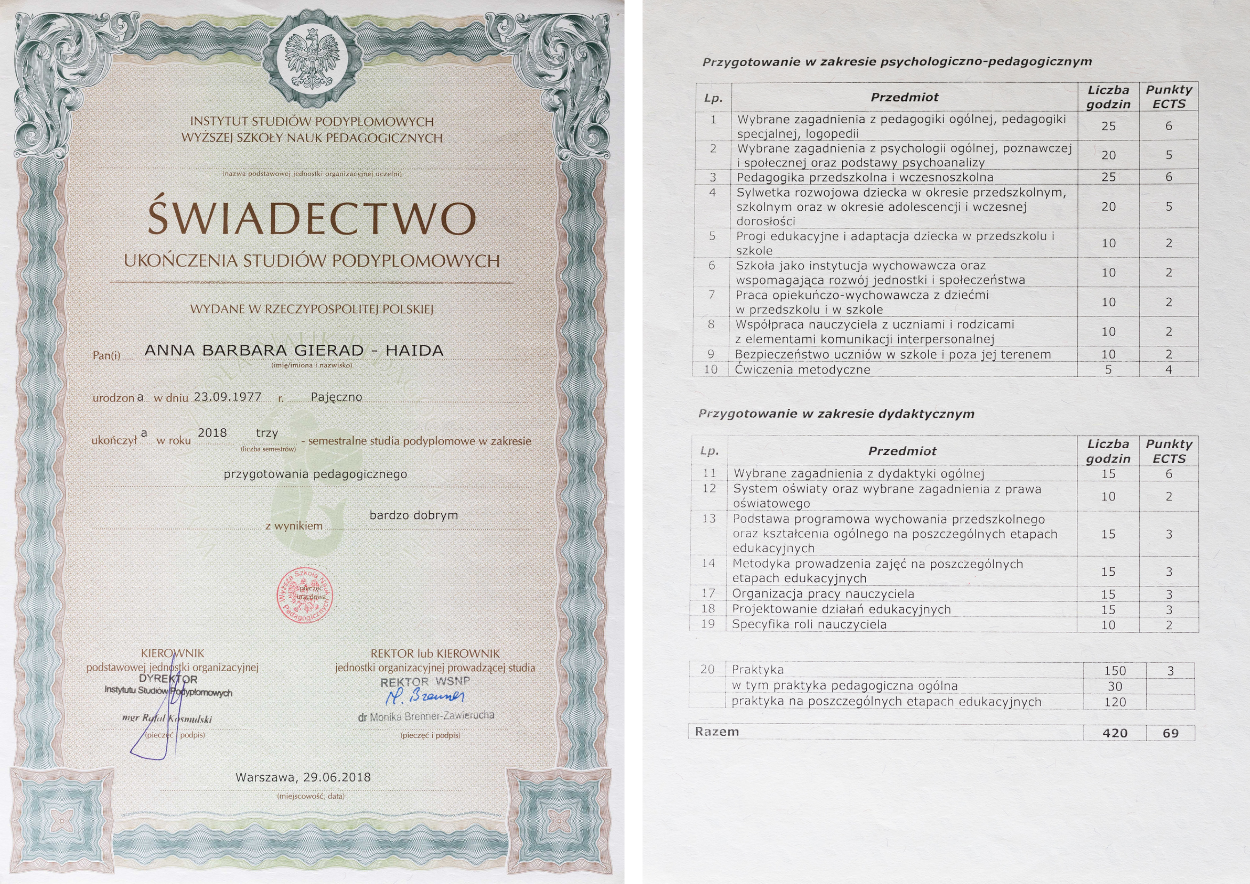 INSTYTUT STUDIÓW PODYPLOMOWYCH
WYŻSZEJ SZKOŁY NAUK PEDAGOGICZNYCH
(nazwa podstawowej jednostki organizacyjnej uczelni)
ŚWIADECTWO
UKOŃCZENIA STUDIÓW PODYPLOMOWYCH
WYDANE W RZECZYPOSPOLITEJ POLSKIEJ
Pan(i) ANNA BARBARA GIERAD - HAIDA
(imię/imiona i nazwisko)
urodzon a w dniu 23.09.1977 r. Pajęczno
ukończył a w roku 2018 trzy - semestralne studia podyplomowe w zakresie
(liczba semestrów)
przygotowania pedagogicznego
z wynikiem bardzo dobrym
Wyższa Szkoła Nauk Pedagogicznych
KIEROWNIK
podstawowej jednostki organizacyjnej
DYREKTOR
Instytutu Studiów Podyplomowych
mgr Rafał Kosmulski
(pieczęć i podpis)
REKTOR lub KIEROWNIK
jednostki organizacyjnej prowadzącej studia
REKTOR WSNP
M. Brenner
dr Monika Brenner-Zawierucha
(pieczęć i podpis)
Warszawa, 29.06.2018
(miejscowość, data)
Przygotowanie w zakresie psychologiczno-pedagogicznym
Lp. Przedmiot Liczba godzin Punkty ECTS
1 Wybrane zagadnienia z pedagogiki ogólnej, pedagogiki
specjalnej, logopedii 25 6
2 Wybrane zagadnienia z psychologii ogólnej, poznawczej
i społecznej oraz podstawy psychoanalizy 20 5
3 Pedagogika przedszkolna i wczesnoszkolna 25 6
4 Sylwetka rozwojowa dziecka w okresie przedszkolnym,
szkolnym oraz w okresie adolescencji i wczesnej 20 5
dorosłości
5 Progi edukacyjne i adaptacja dziecka w przedszkolu i
szkole 10 2
6 Szkoła jako instytucja wychowawcza oraz
wspomagająca rozwój jednostki i społeczeństwa 10 2
7 Praca opiekuńczo-wychowawcza z dziećmi
w przedszkolu i w szkole 10 2
8 Współpraca nauczyciela z uczniami i rodzicami
z elementami komunikacji interpersonalnej 10 2
9 Bezpieczeństwo uczniów w szkole i poza jej terenem 10 2
10 Ćwiczenia metodyczne 5 4
Przygotowanie w zakresie dydaktycznym
Lp. Przedmiot Liczba godzin Punkty ECTS
11 Wybrane zagadnienia z dydaktyki ogólnej 15 6
12 System oświaty oraz wybrane zagadnienia z prawa
oświatowego 10 2
13 Podstawa programowa wychowania przedszkolnego
oraz kształcenia ogólnego na poszczególnych etapach 15 3
edukacyjnych
14 Metodyka prowadzenia zajęć na poszczególnych
etapach edukacyjnych 15 3
17 Organizacja pracy nauczyciela 15 3
18 Projektowanie działań edukacyjnych 15 3
19 Specyfika roli nauczyciela 10 2
20 Praktyka 150 3
w tym praktyka pedagogiczna ogólna 30
praktyka na poszczególnych etapach edukacyjnych 120
Razem 420 69